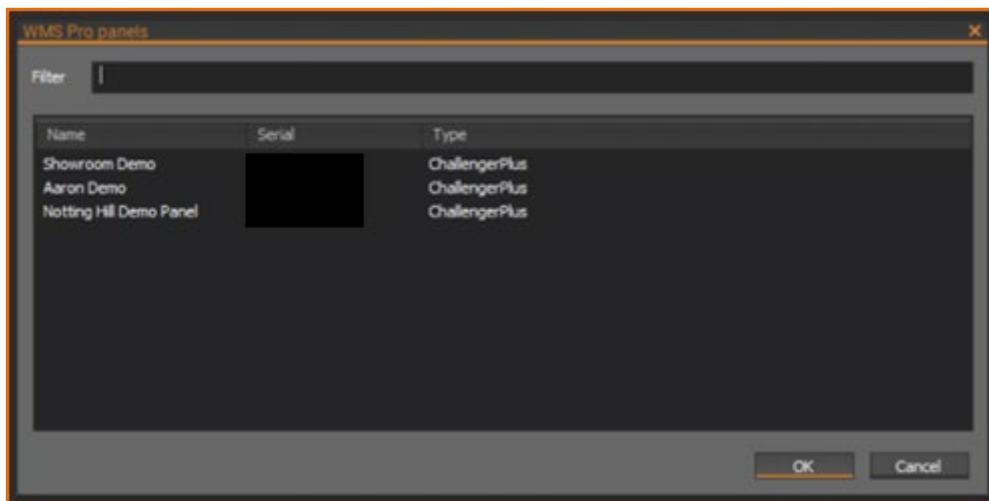 WMS Pro panels
Filter
Name Serial Type
Showroom Demo ChallengerPlus
Aaron Demo ChallengerPlus
Notting Hill Demo Panel ChallengerPlus
OK Cancel